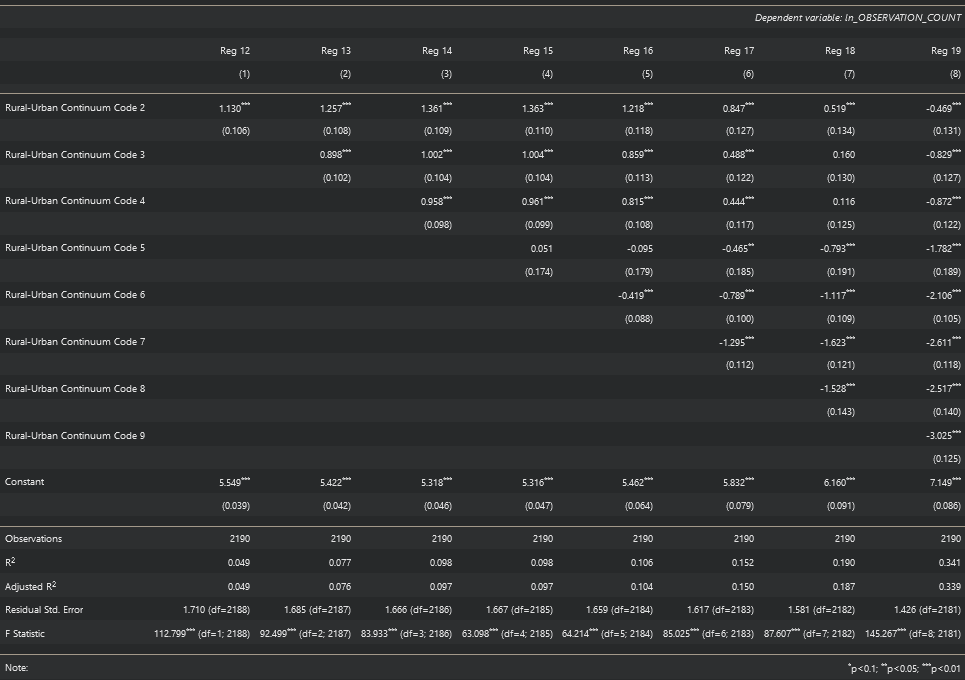 Dependent variable: ln_OBSERVATION_COUNT
Reg 12 Reg 13 Reg 14 Reg 15 Reg 16 Reg 17 Reg 18 Reg 19
(1) (2) (3) (4) (5) (6) (7) (8)
Rural-Urban Continuum Code 2 1.130*** 1.257*** 1.361*** 1.363*** 1.218*** 0.847*** 0.519*** -0.469***
(0.106) (0.108) (0.109) (0.110) (0.118) (0.127) (0.134) (0.131)
Rural-Urban Continuum Code 3 0.898*** 1.002*** 1.004*** 0.859*** 0.488*** 0.160 -0.829***
(0.102) (0.104) (0.104) (0.113) (0.122) (0.130) (0.127)
Rural-Urban Continuum Code 4 0.958*** 0.961*** 0.815*** 0.444*** 0.116 -0.872***
(0.098) (0.099) (0.108) (0.117) (0.125) (0.122)
Rural-Urban Continuum Code 5 0.051 -0.095 -0.465** -0.793*** -1.782***
(0.174) (0.179) (0.185) (0.191) (0.189)
Rural-Urban Continuum Code 6 -0.419*** -0.789*** -1.117*** -2.106***
(0.088) (0.100) (0.109) (0.105)
Rural-Urban Continuum Code 7 -1.295*** -1.623*** -2.611***
(0.112) (0.121) (0.118)
Rural-Urban Continuum Code 8 -1.528*** -2.517***
(0.143) (0.140)
Rural-Urban Continuum Code 9 -3.025***
(0.125)
Constant 5.549*** 5.422*** 5.318*** 5.316*** 5.462*** 5.832*** 6.160*** 7.149***
(0.039) (0.042) (0.046) (0.047) (0.064) (0.079) (0.091) (0.086)
Observations 2190 2190 2190 2190 2190 2190 2190 2190
R2 0.049 0.077 0.098 0.098 0.106 0.152 0.190 0.341
Adjusted R2 0.049 0.076 0.097 0.097 0.104 0.150 0.187 0.339
Residual Std. Error 1.710 (df=2188) 1.685 (df=2187) 1.666 (df=2186) 1.667 (df=2185) 1.659 (df=2184) 1.617 (df=2183) 1.581 (df=2182) 1.426 (df=2181)
F Statistic 112.799*** (df=1; 2188) 92.499*** (df=2; 2187) 83.933*** (df=3; 2186) 63.098*** (df=4; 2185) 64.214*** (df=5; 2184) 85.025*** (df=6; 2183) 87.607*** (df=7; 2182) 145.267*** (df=8; 2181)
Note: *p<0.1; **p<0.05; ***p<0.01